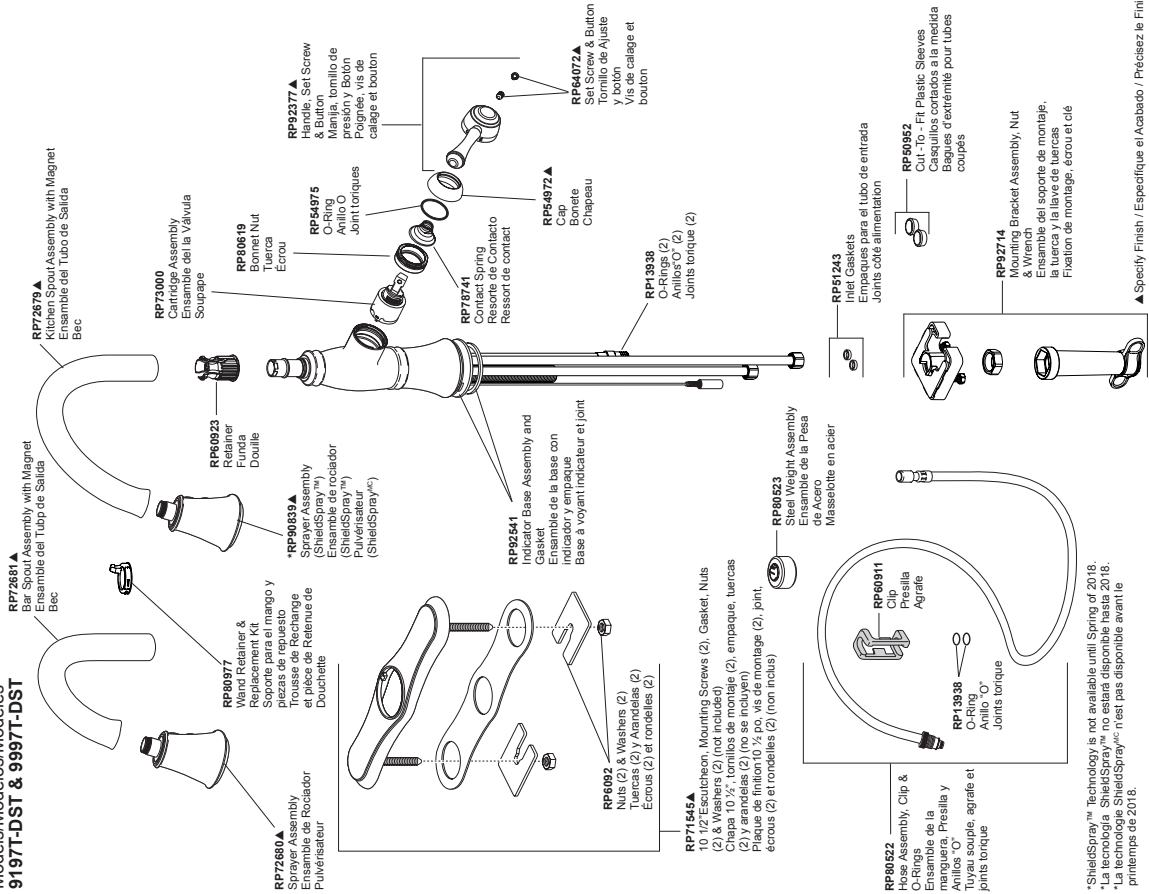 Models/Modelos/Modèles
9197T-DST & 9997T-DST
RP72681▲
Bar Spout Assembly with Magnet
Ensamble del Tubp de Salida
Bec
RP72679▲
Kitchen Spout Assembly with Magnet
Ensamble del Tubo de Salida
Bec
RP73000
Cartridge Assembly
Ensamble del la Válvula
Soupape
RP80619
Bonnet Nut
Tuerca
Écrou
RP54975
O-Ring
Anillo O
Joint toriques
RP92377▲
Handle, Set Screw
& Button
Manija, tornillo de
presión y Botón
Poignée, vis de
calage et bouton
RP64072▲
Set Screw & Button
Tornillo de Ajuste
y botón
Vis de calage et
bouton
RP54972▲
Cap
Bonete
Chapeau
RP78741
Contact Spring
Resorte de Contacto
Ressort de contact
RP13938
O-Rings (2)
Anillos"O" (2)
Joints torique (2)
RP60923
Retainer
Funda
Douille
*RP90839▲
Sprayer Assembly
(ShieldSpray™)
Ensamble de rociador
(ShieldSpray™)
Pulvérisateur
(ShieldSprayᴹᶜ)
RP80977
Wand Retainer &
Replacement Kit
Soporte para el mango y
piezas de repuesto
Trousse de Rechange
et pièce de Retenue de
Douchette
RP72680▲
Sprayer Assembly
Ensamble de Rociador
Pulvérisateur
RP92541
Indicator Base Assembly and
Gasket
Ensamble de la base con
indicador y empaque
Base à voyant indicateur et joint
RP51243
Inlet Gaskets
Empaques para el tubo de entrada
Joints côté alimentation
RP50952
Cut -To - Fit Plastic Sleeves
Casquillos cortados a la medida
Bagues d'extrémité pour tubes
coupés
RP6092
Nuts (2) & Washers (2)
Tuercas (2) y Arandelas (2)
Écrous (2) et rondelles (2)
RP71545▲
10 1/2"Escutcheon, Mounting Screws (2), Gasket, Nuts
(2) & Washers (2) (not included)
Chapa 10 ½", tornillos de montaje (2), empaque, tuercas
(2) y arandelas (2) (no se incluyen)
Plaque de finition10 ½ po, vis de montage (2), joint,
écrous (2) et rondelles (2) (non inclus)
RP80523
Steel Weight Assembly
Ensamble de la Pesa
de Acero
Masselotte en acier
RP92714
Mounting Bracket Assembly, Nut
& Wrench
Ensamble del soporte de montaje,
la tuerca y la llave de tuercas
Fixation de montage, écrou et clé
RP60911
Clip
Presilla
Agrafe
RP13938
O-Ring
Anillo "O"
Joints torique
RP80522
Hose Assembly, Clip &
O-Rings
Ensamble de la
manguera, Presilla y
Anillos "O"
Tuyau souple, agrafe et
joints torique
*ShieldSpray™ Technology is not available until Spring of 2018.
*La tecnología ShieldSpray™ no estará disponible hasta 2018.
*La technologie ShieldSprayᴹᶜ n'est pas disponible avant le
printemps de 2018.
▲Specify Finish / Especifíque el Acabado / Précisez le Fini